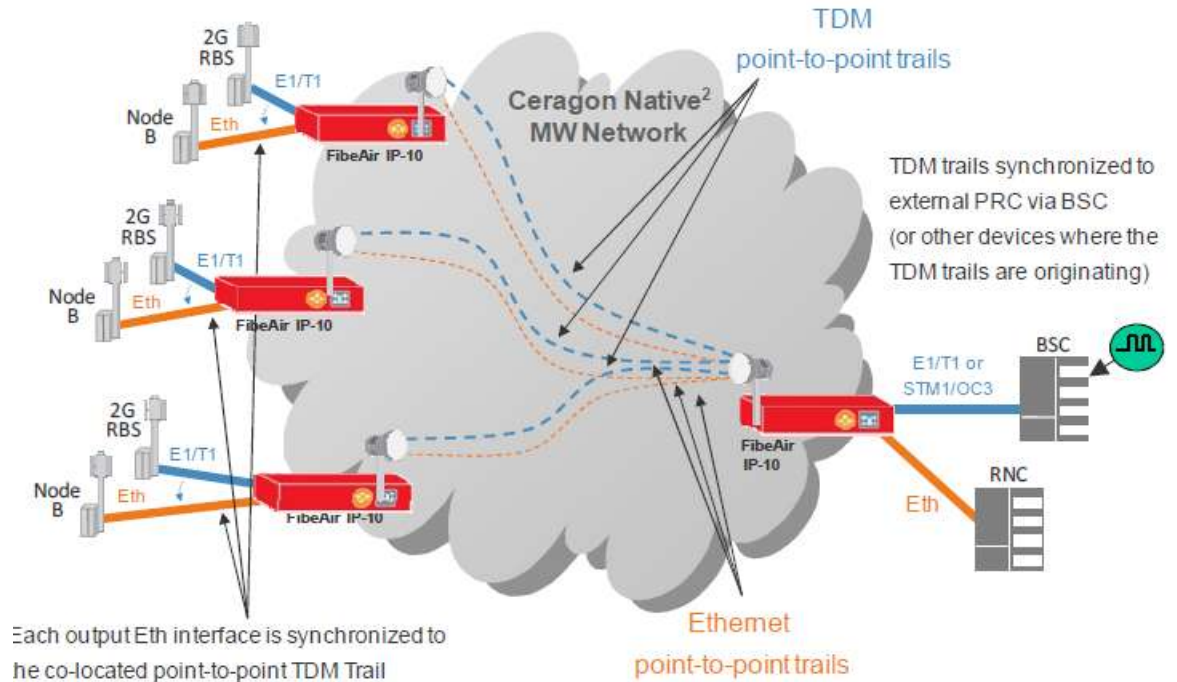 TDM
point-to-point trails
2G
RBS
E1/T1
Node
B
Eth
FibeAir IP-10
Ceragon Native²
MW Network
TDM trails synchronized to
external PRC via BSC
(or other devices where the
TDM trails are originating)
2G
RBS
E1/T1
Node
B
Eth
FibeAir IP-10
BSC
E1/T1 or
STM1/OC3
FibeAir
IP-10
2G
RBS
E1/T1
Node
B
Eth
FibeAir IP-10
RNC
Eth
Each output Eth interface is synchronized to
he co-located point-to-point TDM Trail
Ethernet
point-to-point trails